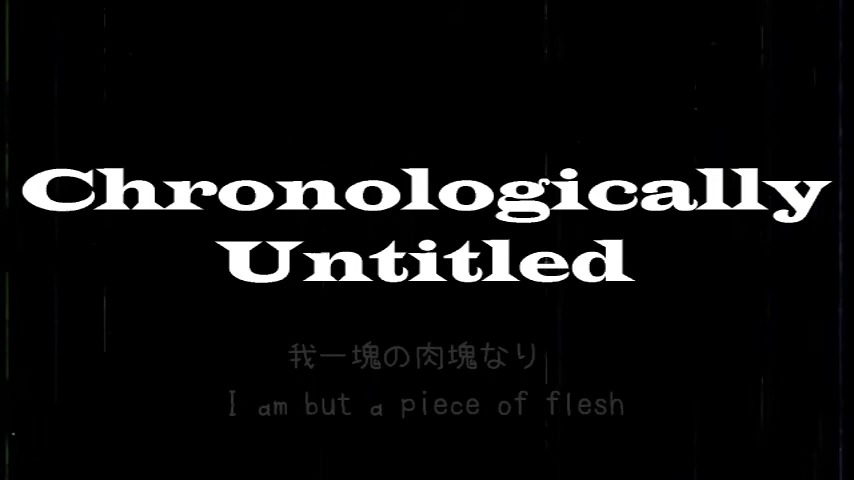 Chronologically
Untitled
我一塊の肉塊なり
I am but a piece of flesh